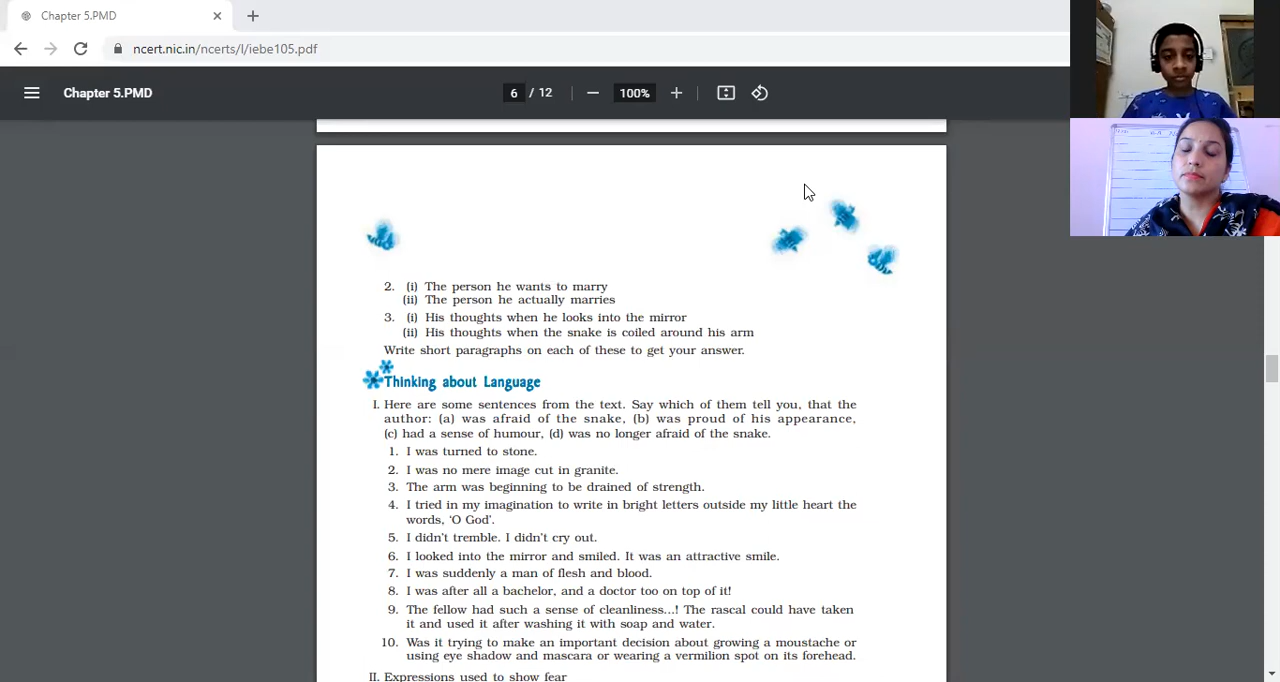 Chapter 5.PMD
ncert.nic.in/ncerts/l/iebe105.pdf
Chapter 5.PMD
6 / 12
100%
2. (i) The person he wants to marry
(ii) The person he actually marries
3. (i) His thoughts when he looks into the mirror
(ii) His thoughts when the snake is coiled around his arm
Write short paragraphs on each of these to get your answer.
Thinking about Language
I. Here are some sentences from the text. Say which of them tell you, that the
author: (a) was afraid of the snake, (b) was proud of his appearance,
(c) had a sense of humour, (d) was no longer afraid of the snake.
1. I was turned to stone.
2. I was no mere image cut in granite.
3. The arm was beginning to be drained of strength.
4. I tried in my imagination to write in bright letters outside my little heart the
words, ‘O God’.
5. I didn’t tremble. I didn’t cry out.
6. I looked into the mirror and smiled. It was an attractive smile.
7. I was suddenly a man of flesh and blood.
8. I was after all a bachelor, and a doctor too on top of it!
9. The fellow had such a sense of cleanliness...! The rascal could have taken
it and used it after washing it with soap and water.
10. Was it trying to make an important decision about growing a moustache or
using eye shadow and mascara or wearing a vermilion spot on its forehead.
II. Expressions used to show fear